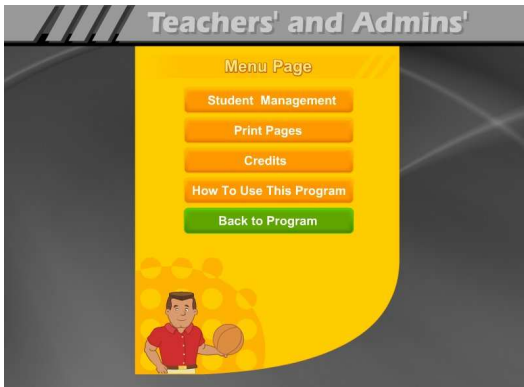 Teachers' and Admins'
Menu Page
Student Management
Print Pages
Credits
How To Use This Program
Back to Program